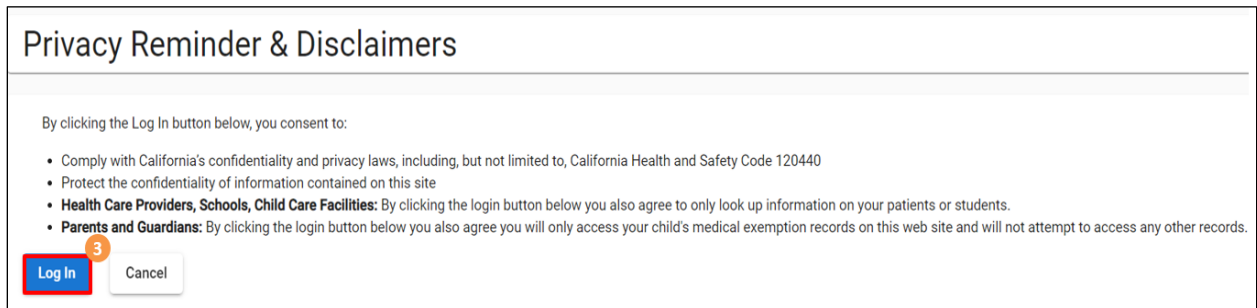 Privacy Reminder & Disclaimers
By clicking the Log In button below, you consent to:
• Comply with California's confidentiality and privacy laws, including, but not limited to, California Health and Safety Code 120440
• Protect the confidentiality of information contained on this site
• Health Care Providers, Schools, Child Care Facilities: By clicking the login button below you also agree to only look up information on your patients or students.
• Parents and Guardians: By clicking the login button below you also agree you will only access your child's medical exemption records on this web site and will not attempt to access any other records.
3
Log In Cancel